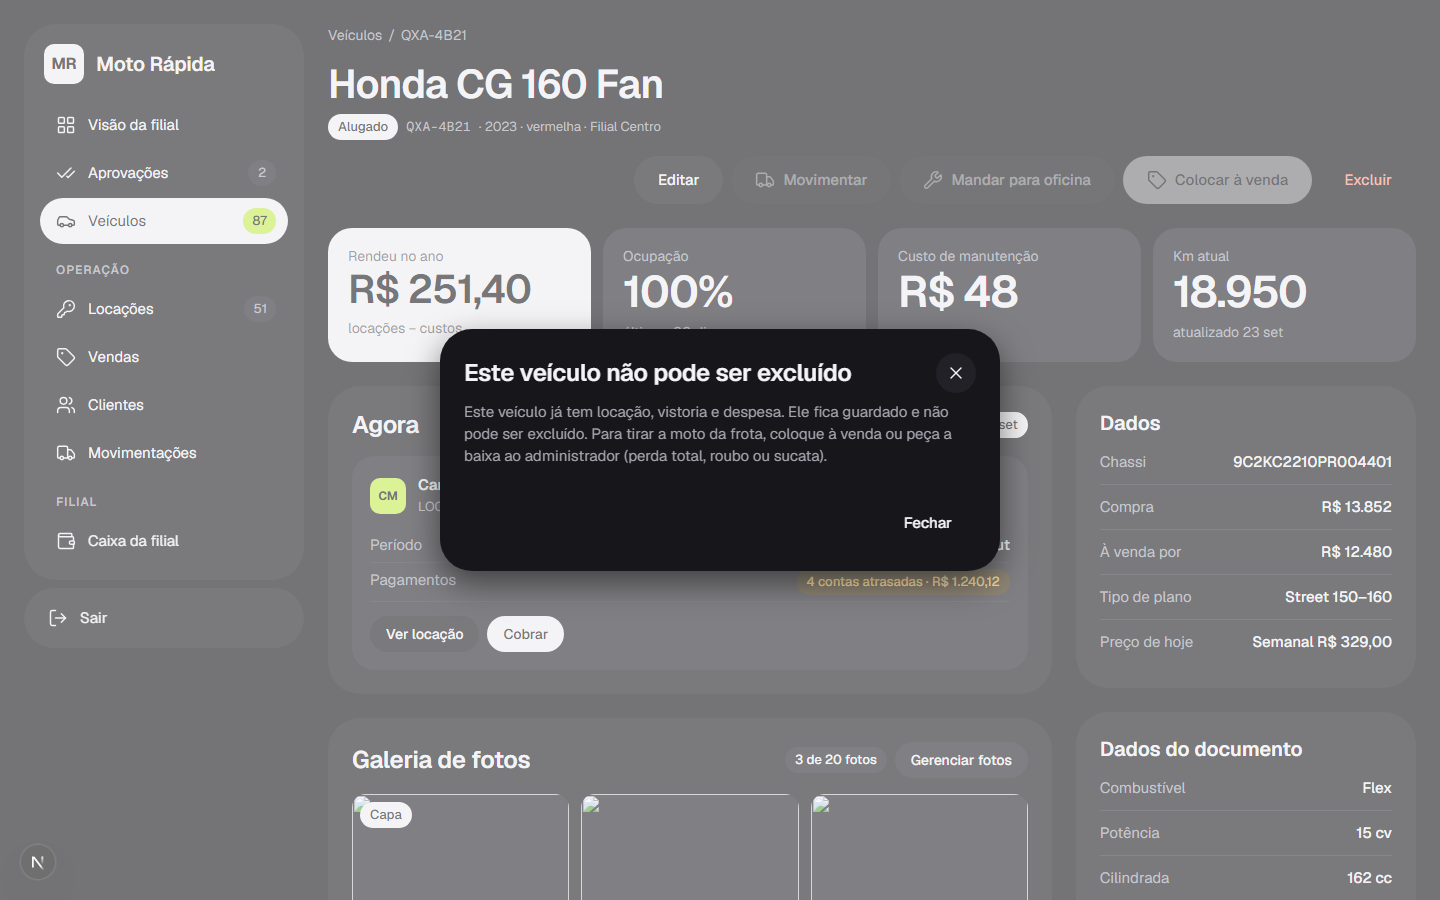 MR Moto Rápida
Visão da filial
Aprovações 2
Veículos 87
OPERAÇÃO
Locações 51
Vendas
Clientes
Movimentações
FILIAL
Caixa da filial
Sair
Veículos / QXA-4B21
Honda CG 160 Fan
Alugado QXA-4B21 · 2023 · vermelha · Filial Centro
Editar Movimentar Mandar para oficina Colocar à venda Excluir
Rendeu no ano
R$ 251,40
locações – custos
Ocupação
100%
Custo de manutenção
R$ 48
Km atual
18.950
atualizado 23 set
Este veículo não pode ser excluído
Este veículo já tem locação, vistoria e despesa. Ele fica guardado e não
pode ser excluído. Para tirar a moto da frota, coloque à venda ou peça a
baixa ao administrador (perda total, roubo ou sucata).
Fechar
Agora
set
CM
Período
Pagamentos 4 contas atrasadas · R$ 1.240,12
Ver locação Cobrar
Galeria de fotos 3 de 20 fotos Gerenciar fotos
Capa
Dados
Chassi 9C2KC2210PR004401
Compra R$ 13.852
À venda por R$ 12.480
Tipo de plano Street 150–160
Preço de hoje Semanal R$ 329,00
Dados do documento
Combustível Flex
Potência 15 cv
Cilindrada 162 cc
N